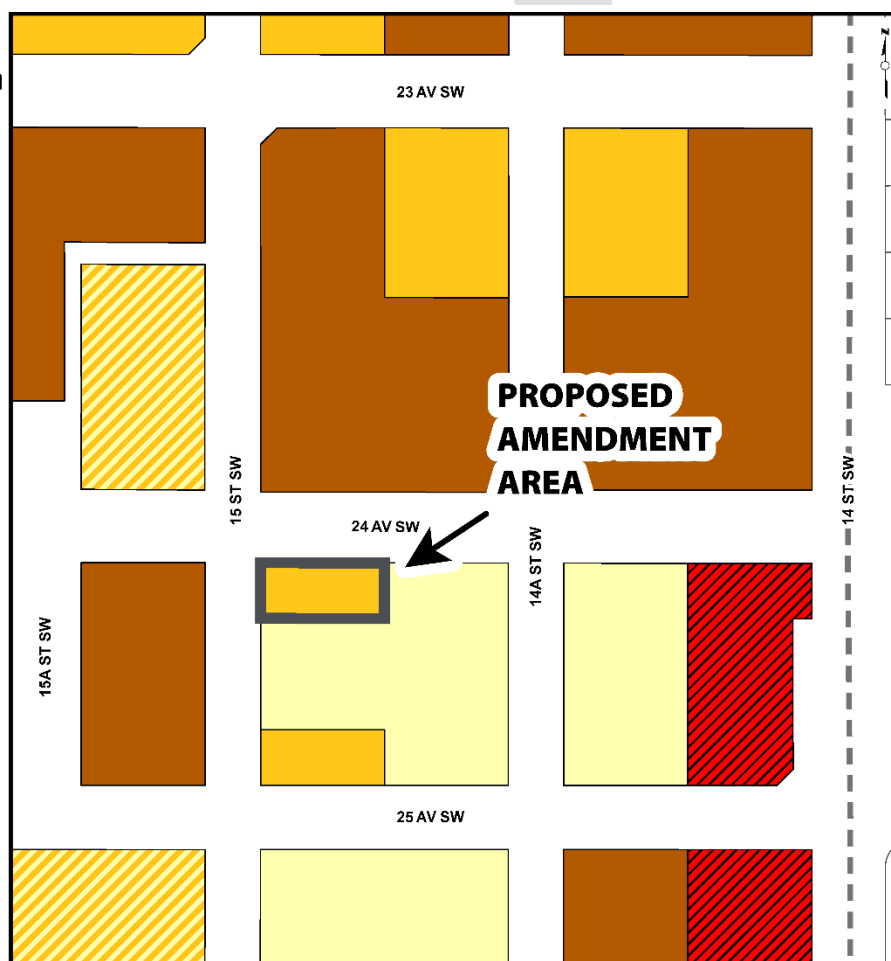 N
23 AV SW
PROPOSED
AMENDMENT
AREA
15 ST SW
14 ST SW
24 AV SW
14A ST SW
15A ST SW
25 AV SW